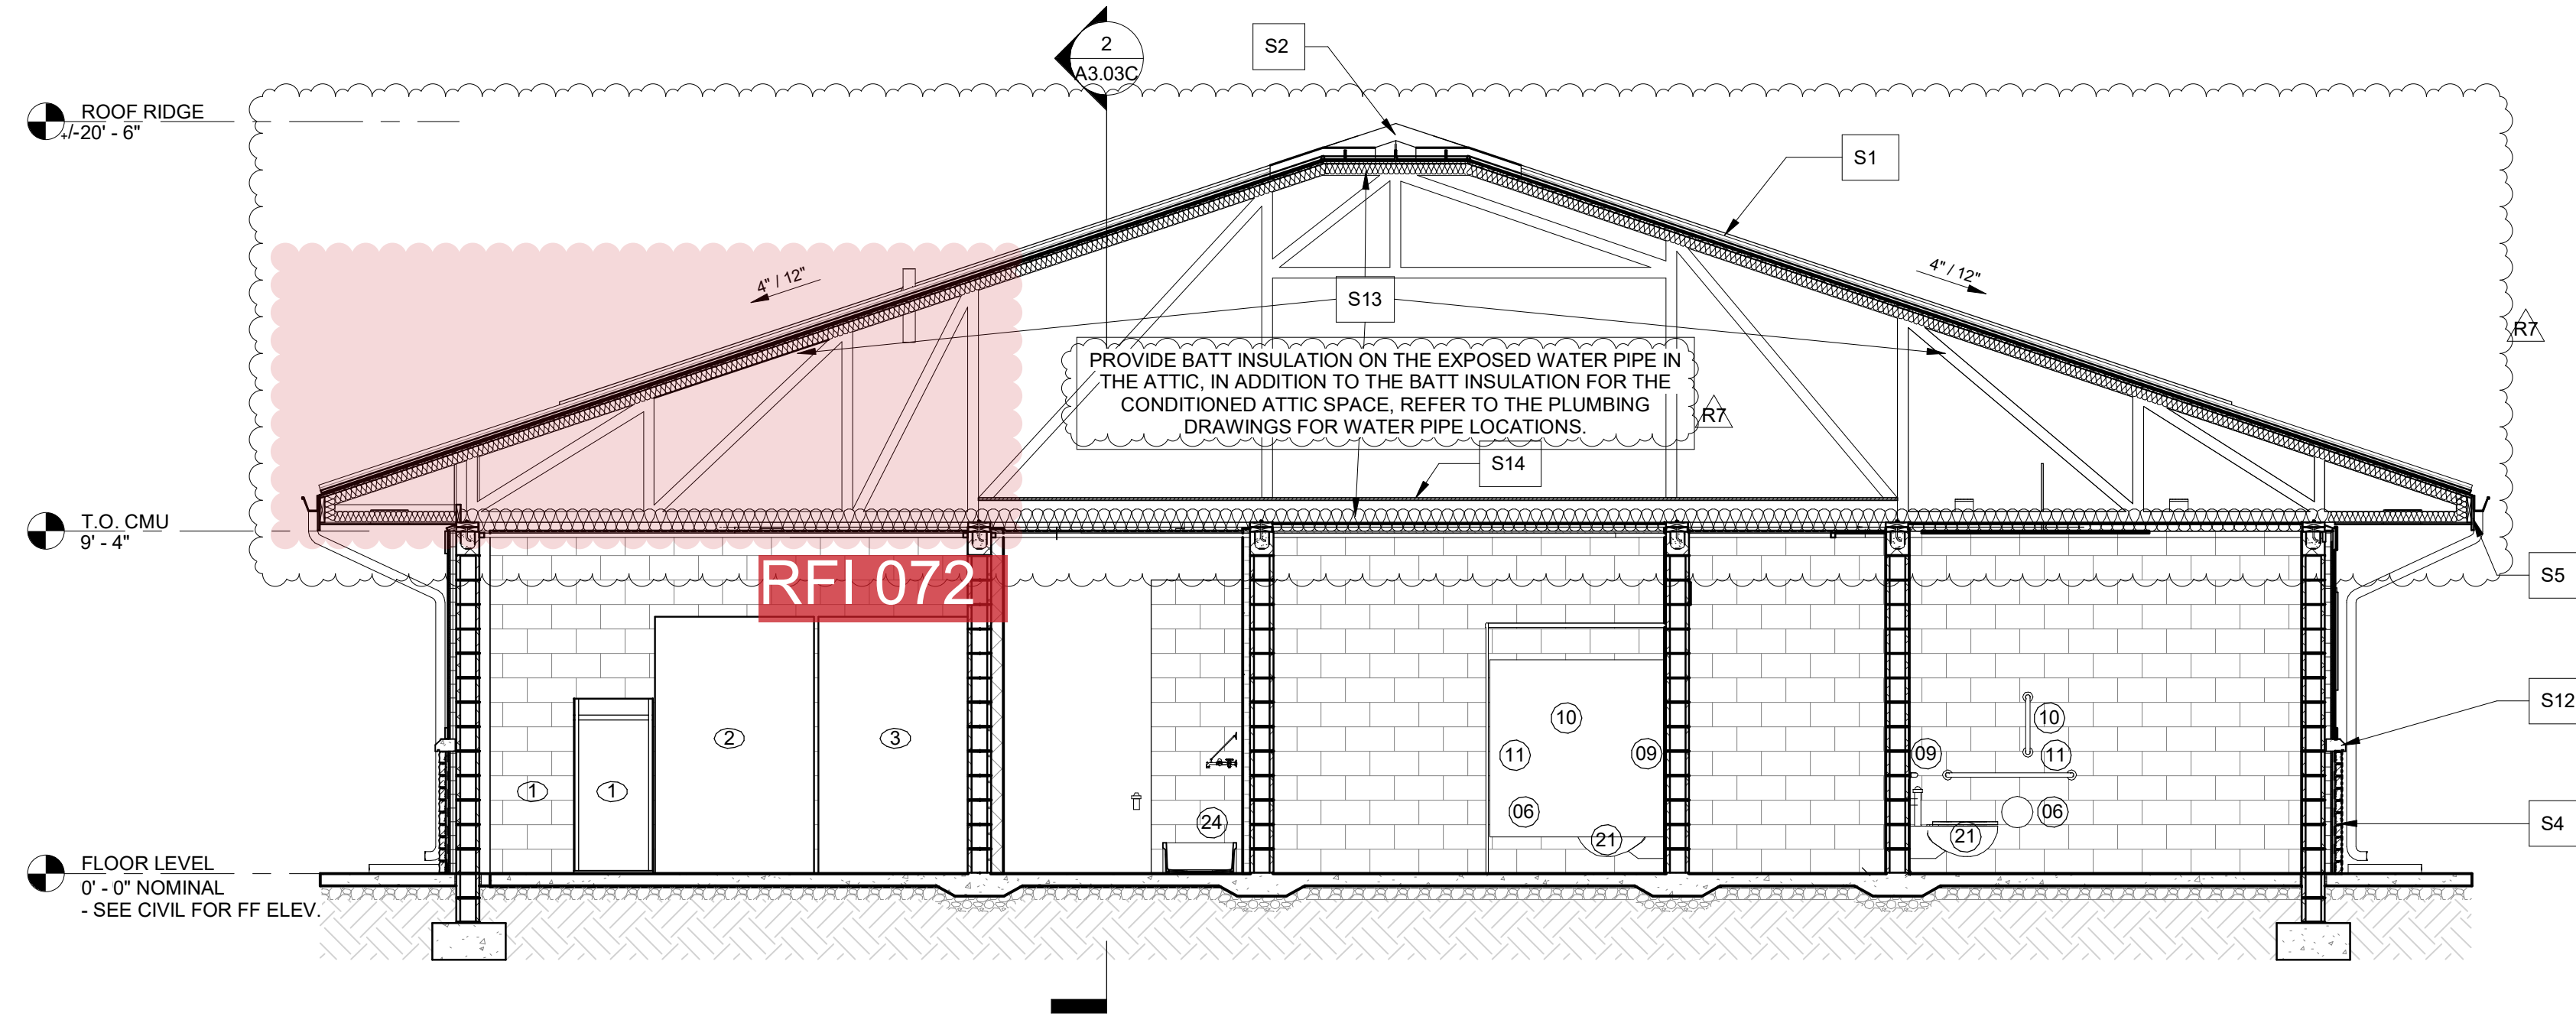 2
A3.03C
S2
ROOF RIDGE
+/-20' - 6"
S1
4" / 12"
4" / 12"
S13
R7
PROVIDE BATT INSULATION ON THE EXPOSED WATER PIPE IN
THE ATTIC, IN ADDITION TO THE BATT INSULATION FOR THE
CONDITIONED ATTIC SPACE, REFER TO THE PLUMBING
DRAWINGS FOR WATER PIPE LOCATIONS.
R7
S14
T.O. CMU
9' - 4"
RFI 072
S5
S12
10
10
2
3
11
09
09
11
1
1
06
06
24
21
21
S4
FLOOR LEVEL
0' - 0" NOMINAL
- SEE CIVIL FOR FF ELEV.